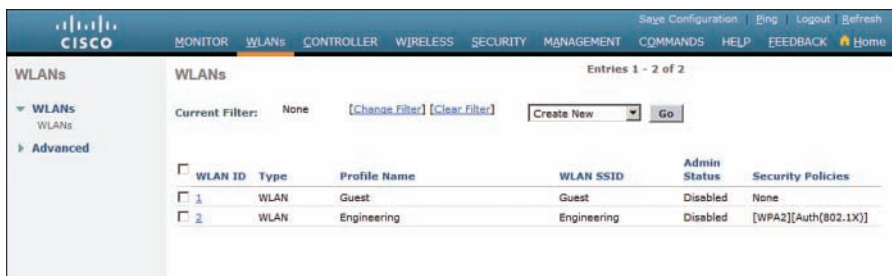 Save Configuration Ping Logout Refresh
CISCO MONITOR WLANs CONTROLLER WIRELESS SECURITY MANAGEMENT COMMANDS HELP FEEDBACK Home
WLANs
WLANs
WLANs
Advanced
WLANs Entries 1 - 2 of 2
Current Filter: None [Change Filter] [Clear Filter] Create New Go
WLAN ID Type Profile Name WLAN SSID Admin Status Security Policies
1 WLAN Guest Guest Disabled None
2 WLAN Engineering Engineering Disabled [WPA2][Auth(802.1X)]